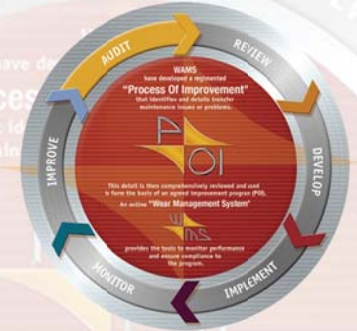 AUDIT
REVIEW
DEVELOP
IMPLEMENT
MONITOR
IMPROVE
WAMS
have developed a regimented
"Process Of Improvement"
that identifies and details transfer
maintenance issues or problems.
POI
This detail is then comprehensively reviewed and used
to form the basis of an agreed improvement program (POI).
An online "Wear Management System"
WMS
provides the tools to monitor performance
and ensure compliance to
the program.